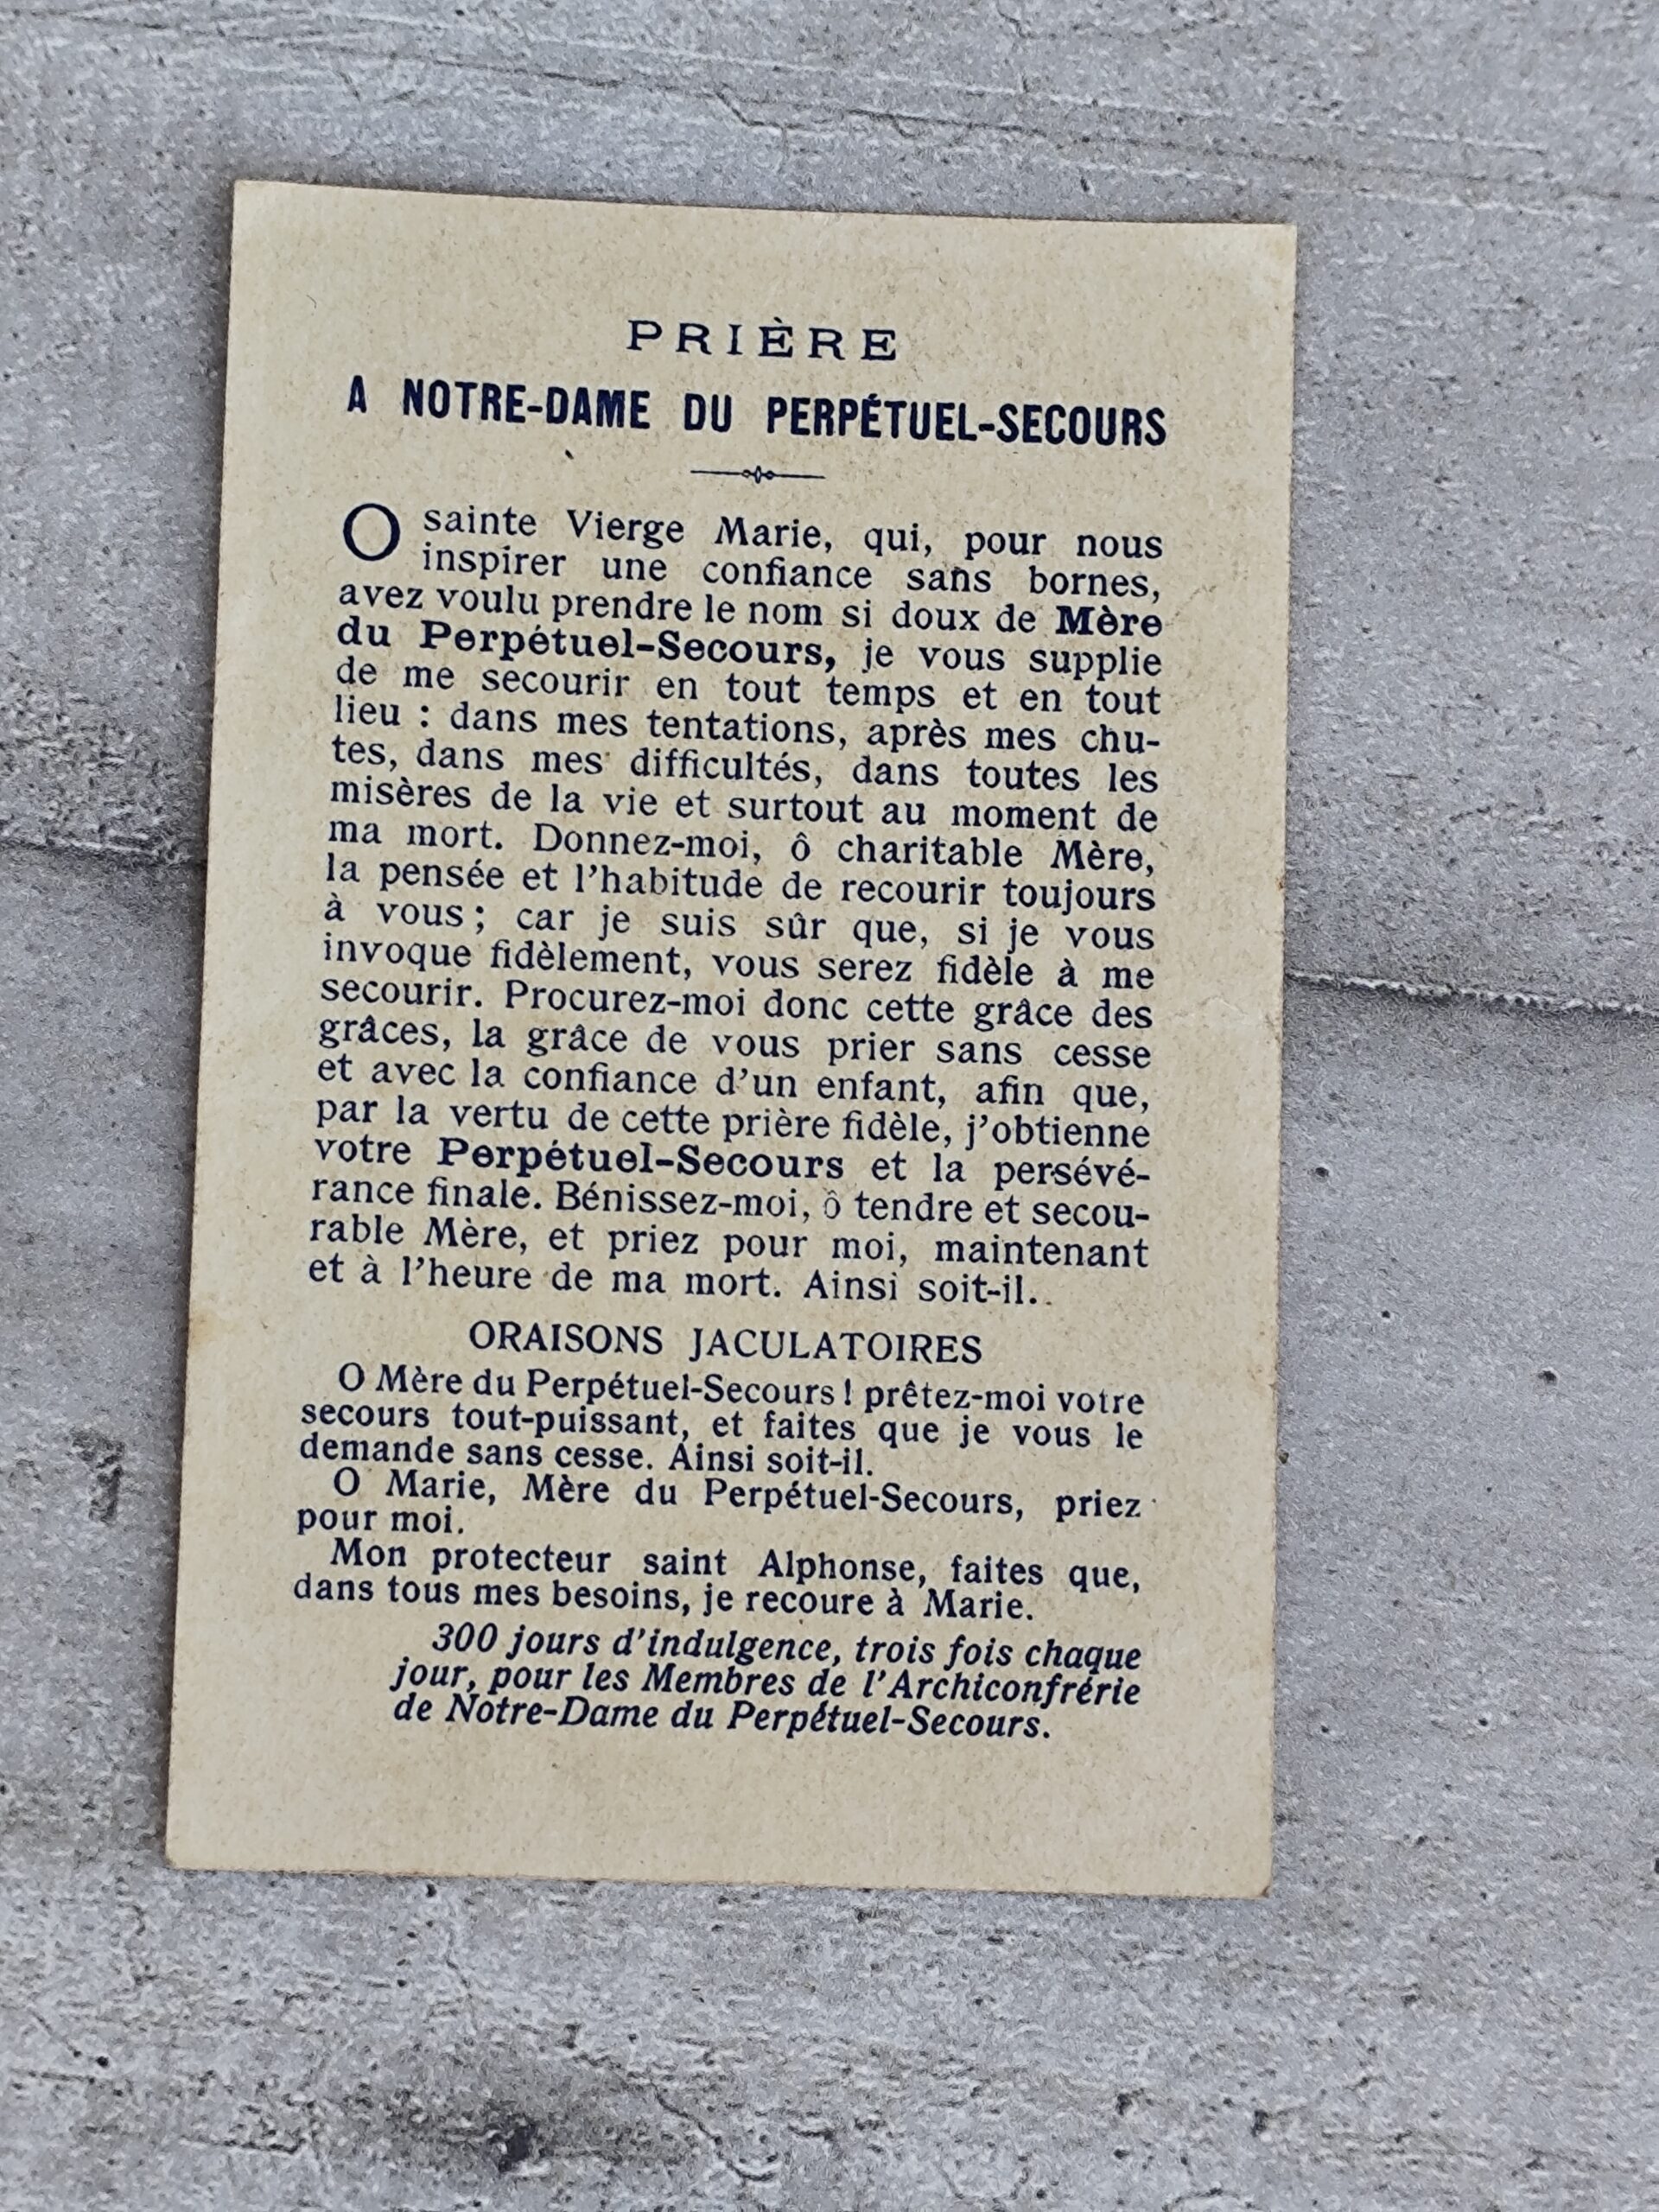 PRIÈRE
A NOTRE-DAME DU PERPÉTUEL-SECOURS
O sainte Vierge Marie, qui, pour nous
inspirer une confiance sans bornes,
avez voulu prendre le nom si doux de Mère
du Perpétuel-Secours, je vous supplie
de me secourir en tout temps et en tout
lieu : dans mes tentations, après mes chu-
tes, dans mes difficultés, dans toutes les
misères de la vie et surtout au moment de
ma mort. Donnez-moi, ô charitable Mère,
la pensée et l'habitude de recourir toujours
à vous ; car je suis sûr que, si je vous
invoque fidèlement, vous serez fidèle à me
secourir. Procurez-moi donc cette grâce des
grâces, la grâce de vous prier sans cesse
et avec la confiance d'un enfant, afin que,
par la vertu de cette prière fidèle, j'obtienne
votre Perpétuel-Secours et la persévé-
rance finale. Bénissez-moi, ô tendre et secou-
rable Mère, et priez pour moi, maintenant
et à l'heure de ma mort. Ainsi soit-il.
ORAISONS JACULATOIRES
O Mère du Perpétuel-Secours ! prêtez-moi votre
secours tout-puissant, et faites que je vous le
demande sans cesse. Ainsi soit-il.
O Marie, Mère du Perpétuel-Secours, priez
pour moi.
Mon protecteur saint Alphonse, faites que,
dans tous mes besoins, je recoure à Marie.
300 jours d'indulgence, trois fois chaque
jour, pour les Membres de l'Archiconfrérie
de Notre-Dame du Perpétuel-Secours.